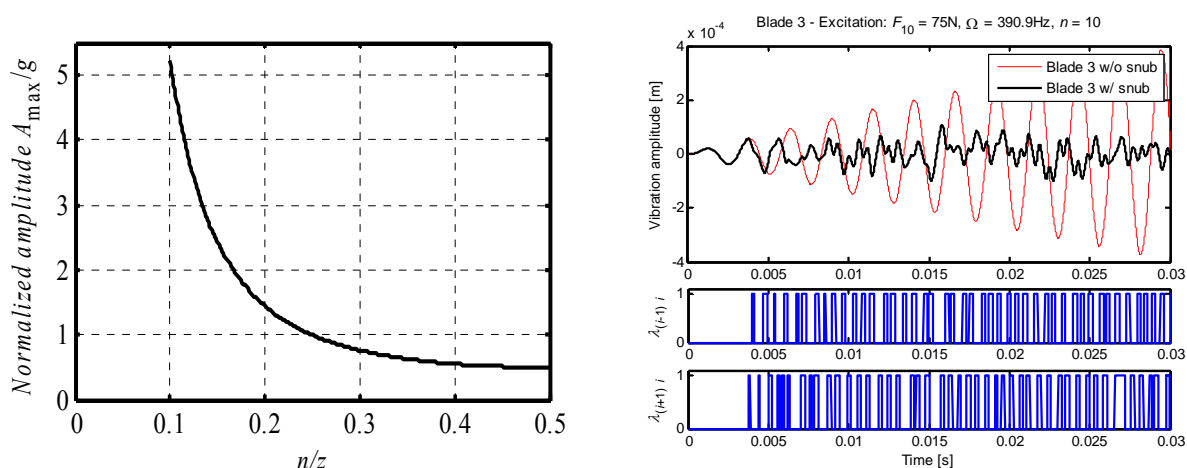 Normalized amplitude A_max/g
5
4
3
2
1
0
0 0.1 0.2 0.3 0.4 0.5
n/z
Blade 3 - Excitation: F_10 = 75N, Ω = 390.9Hz, n = 10
x 10^-4
Vibration amplitude [m]
4
2
0
-2
-4
Blade 3 w/o snub
Blade 3 w/ snub
0 0.005 0.01 0.015 0.02 0.025 0.03
λ_(i-1) i
1
0
0 0.005 0.01 0.015 0.02 0.025 0.03
λ_(i+1) i
1
0
0 0.005 0.01 0.015 0.02 0.025 0.03
Time [s]